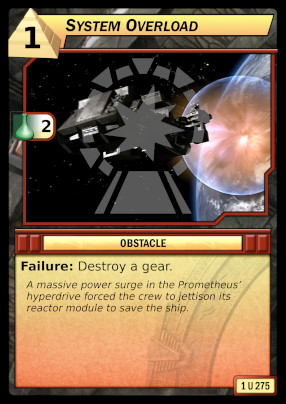 1
SYSTEM OVERLOAD
2
OBSTACLE
Failure: Destroy a gear.
A massive power surge in the Prometheus'
hyperdrive forced the crew to jettison its
reactor module to save the ship.
1 U 275